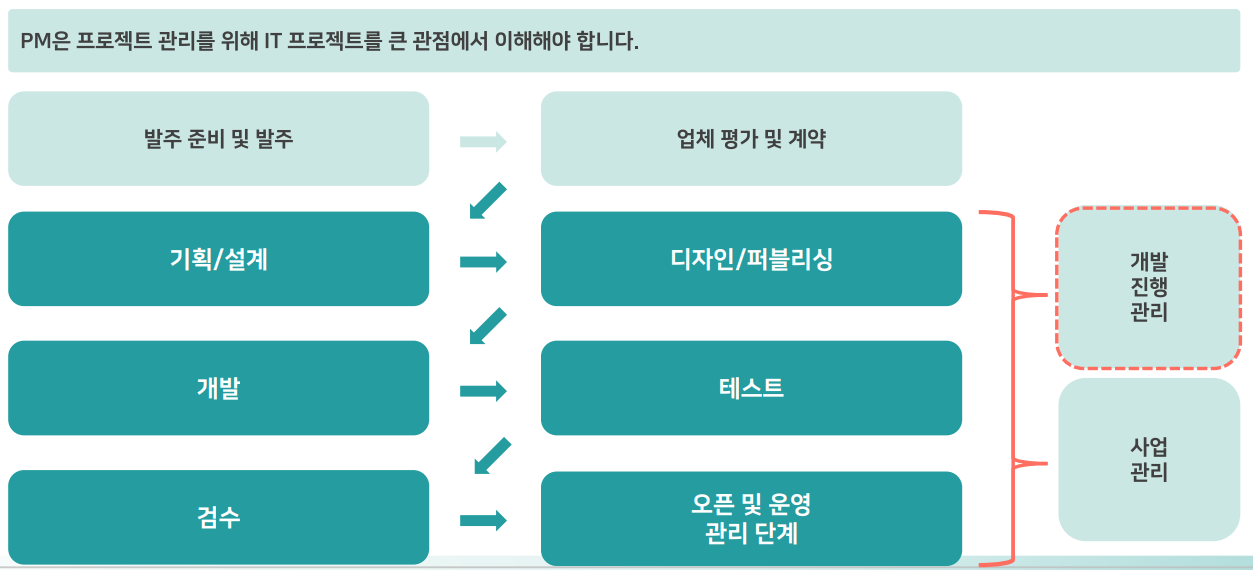 PM은 프로젝트 관리를 위해 IT 프로젝트를 큰 관점에서 이해해야 합니다.
발주 준비 및 발주
업체 평가 및 계약
기획/설계
디자인/퍼블리싱
개발
테스트
검수
오픈 및 운영
관리 단계
개발
진행
관리
사업
관리